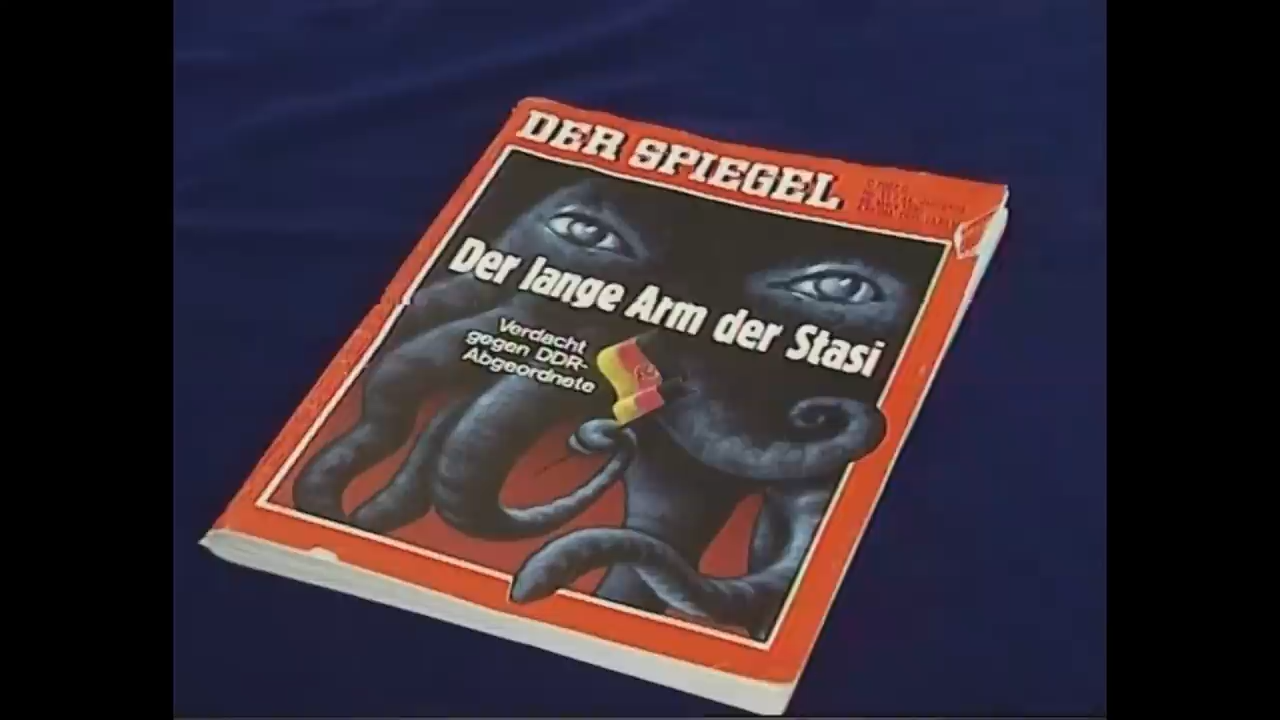 DER SPIEGEL
Der lange Arm der Stasi
Verdacht
gegen DDR-
Abgeordnete